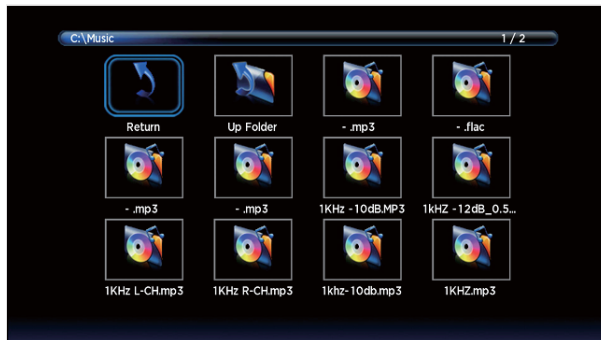 C:\Music 1 / 2
Return Up Folder - .mp3 - .flac
- .mp3 - .mp3 1KHz -10dB.MP3 1kHZ -12dB_0.5...
1KHz L-CH.mp3 1KHz R-CH.mp3 1khz-10db.mp3 1KHZ.mp3